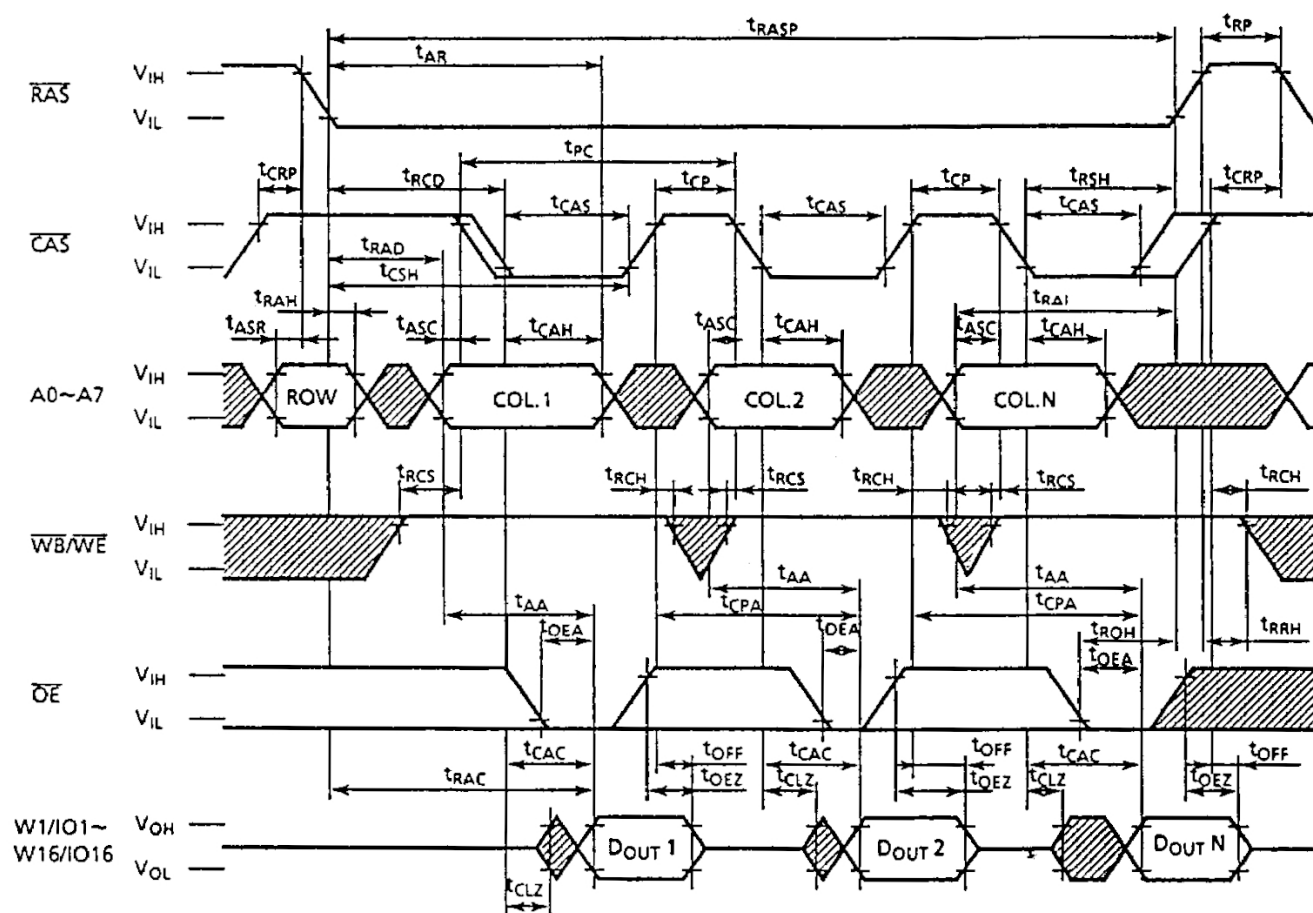 tRASP
tRP
tAR
RAS
VIH
VIL
tPC
tCRP
tRCD
tCP
tCP
tRSH
tCRP
tCAS
tCAS
tCAS
CAS
VIH
VIL
tRAD
tCSH
tRAH
tRAL
tASR
tASC
tCAH
tASC
tCAH
tASC
tCAH
A0~A7
VIH
VIL
ROW
COL.1
COL.2
COL.N
tRCS
tRCH
tRCS
tRCH
tRCS
tRCH
WB/WE
VIH
VIL
tAA
tAA
tAA
tCPA
tCPA
tOEA
tOEA
tROH
tRRH
tOEA
OE
VIH
VIL
tCAC
tOFF
tCAC
tOFF
tCAC
tOFF
tRAC
tOEZ
tCLZ
tOEZ
tCLZ
tOEZ
W1/IO1~
W16/IO16
VOH
VOL
DOUT 1
DOUT 2
DOUT N
tCLZ